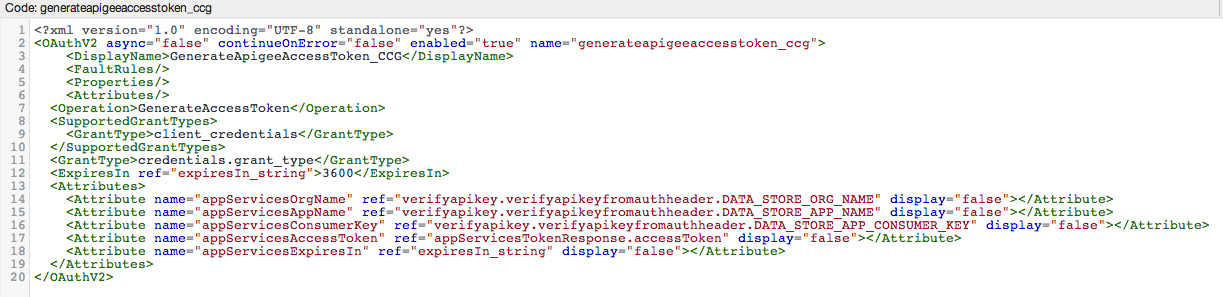 Code: generateapigeeaccesstoken_ccg
1 <?xml version="1.0" encoding="UTF-8" standalone="yes"?>
2 <OAuthV2 async="false" continueOnError="false" enabled="true" name="generateapigeeaccesstoken_ccg">
3     <DisplayName>GenerateApigeeAccessToken_CCG</DisplayName>
4     <FaultRules/>
5     <Properties/>
6     <Attributes/>
7   <Operation>GenerateAccessToken</Operation>
8   <SupportedGrantTypes>
9     <GrantType>client_credentials</GrantType>
10   </SupportedGrantTypes>
11   <GrantType>credentials.grant_type</GrantType>
12   <ExpiresIn ref="expiresIn_string">3600</ExpiresIn>
13   <Attributes>
14     <Attribute name="appServicesOrgName" ref="verifyapikey.verifyapikeyfromauthheader.DATA_STORE_ORG_NAME" display="false"></Attribute>
15     <Attribute name="appServicesAppName" ref="verifyapikey.verifyapikeyfromauthheader.DATA_STORE_APP_NAME" display="false"></Attribute>
16     <Attribute name="appServicesConsumerKey" ref="verifyapikey.verifyapikeyfromauthheader.DATA_STORE_APP_CONSUMER_KEY" display="false"></Attribute>
17     <Attribute name="appServicesAccessToken" ref="appServicesTokenResponse.accessToken" display="false"></Attribute>
18     <Attribute name="appServicesExpiresIn" ref="expiresIn_string" display="false"></Attribute>
19   </Attributes>
20 </OAuthV2>